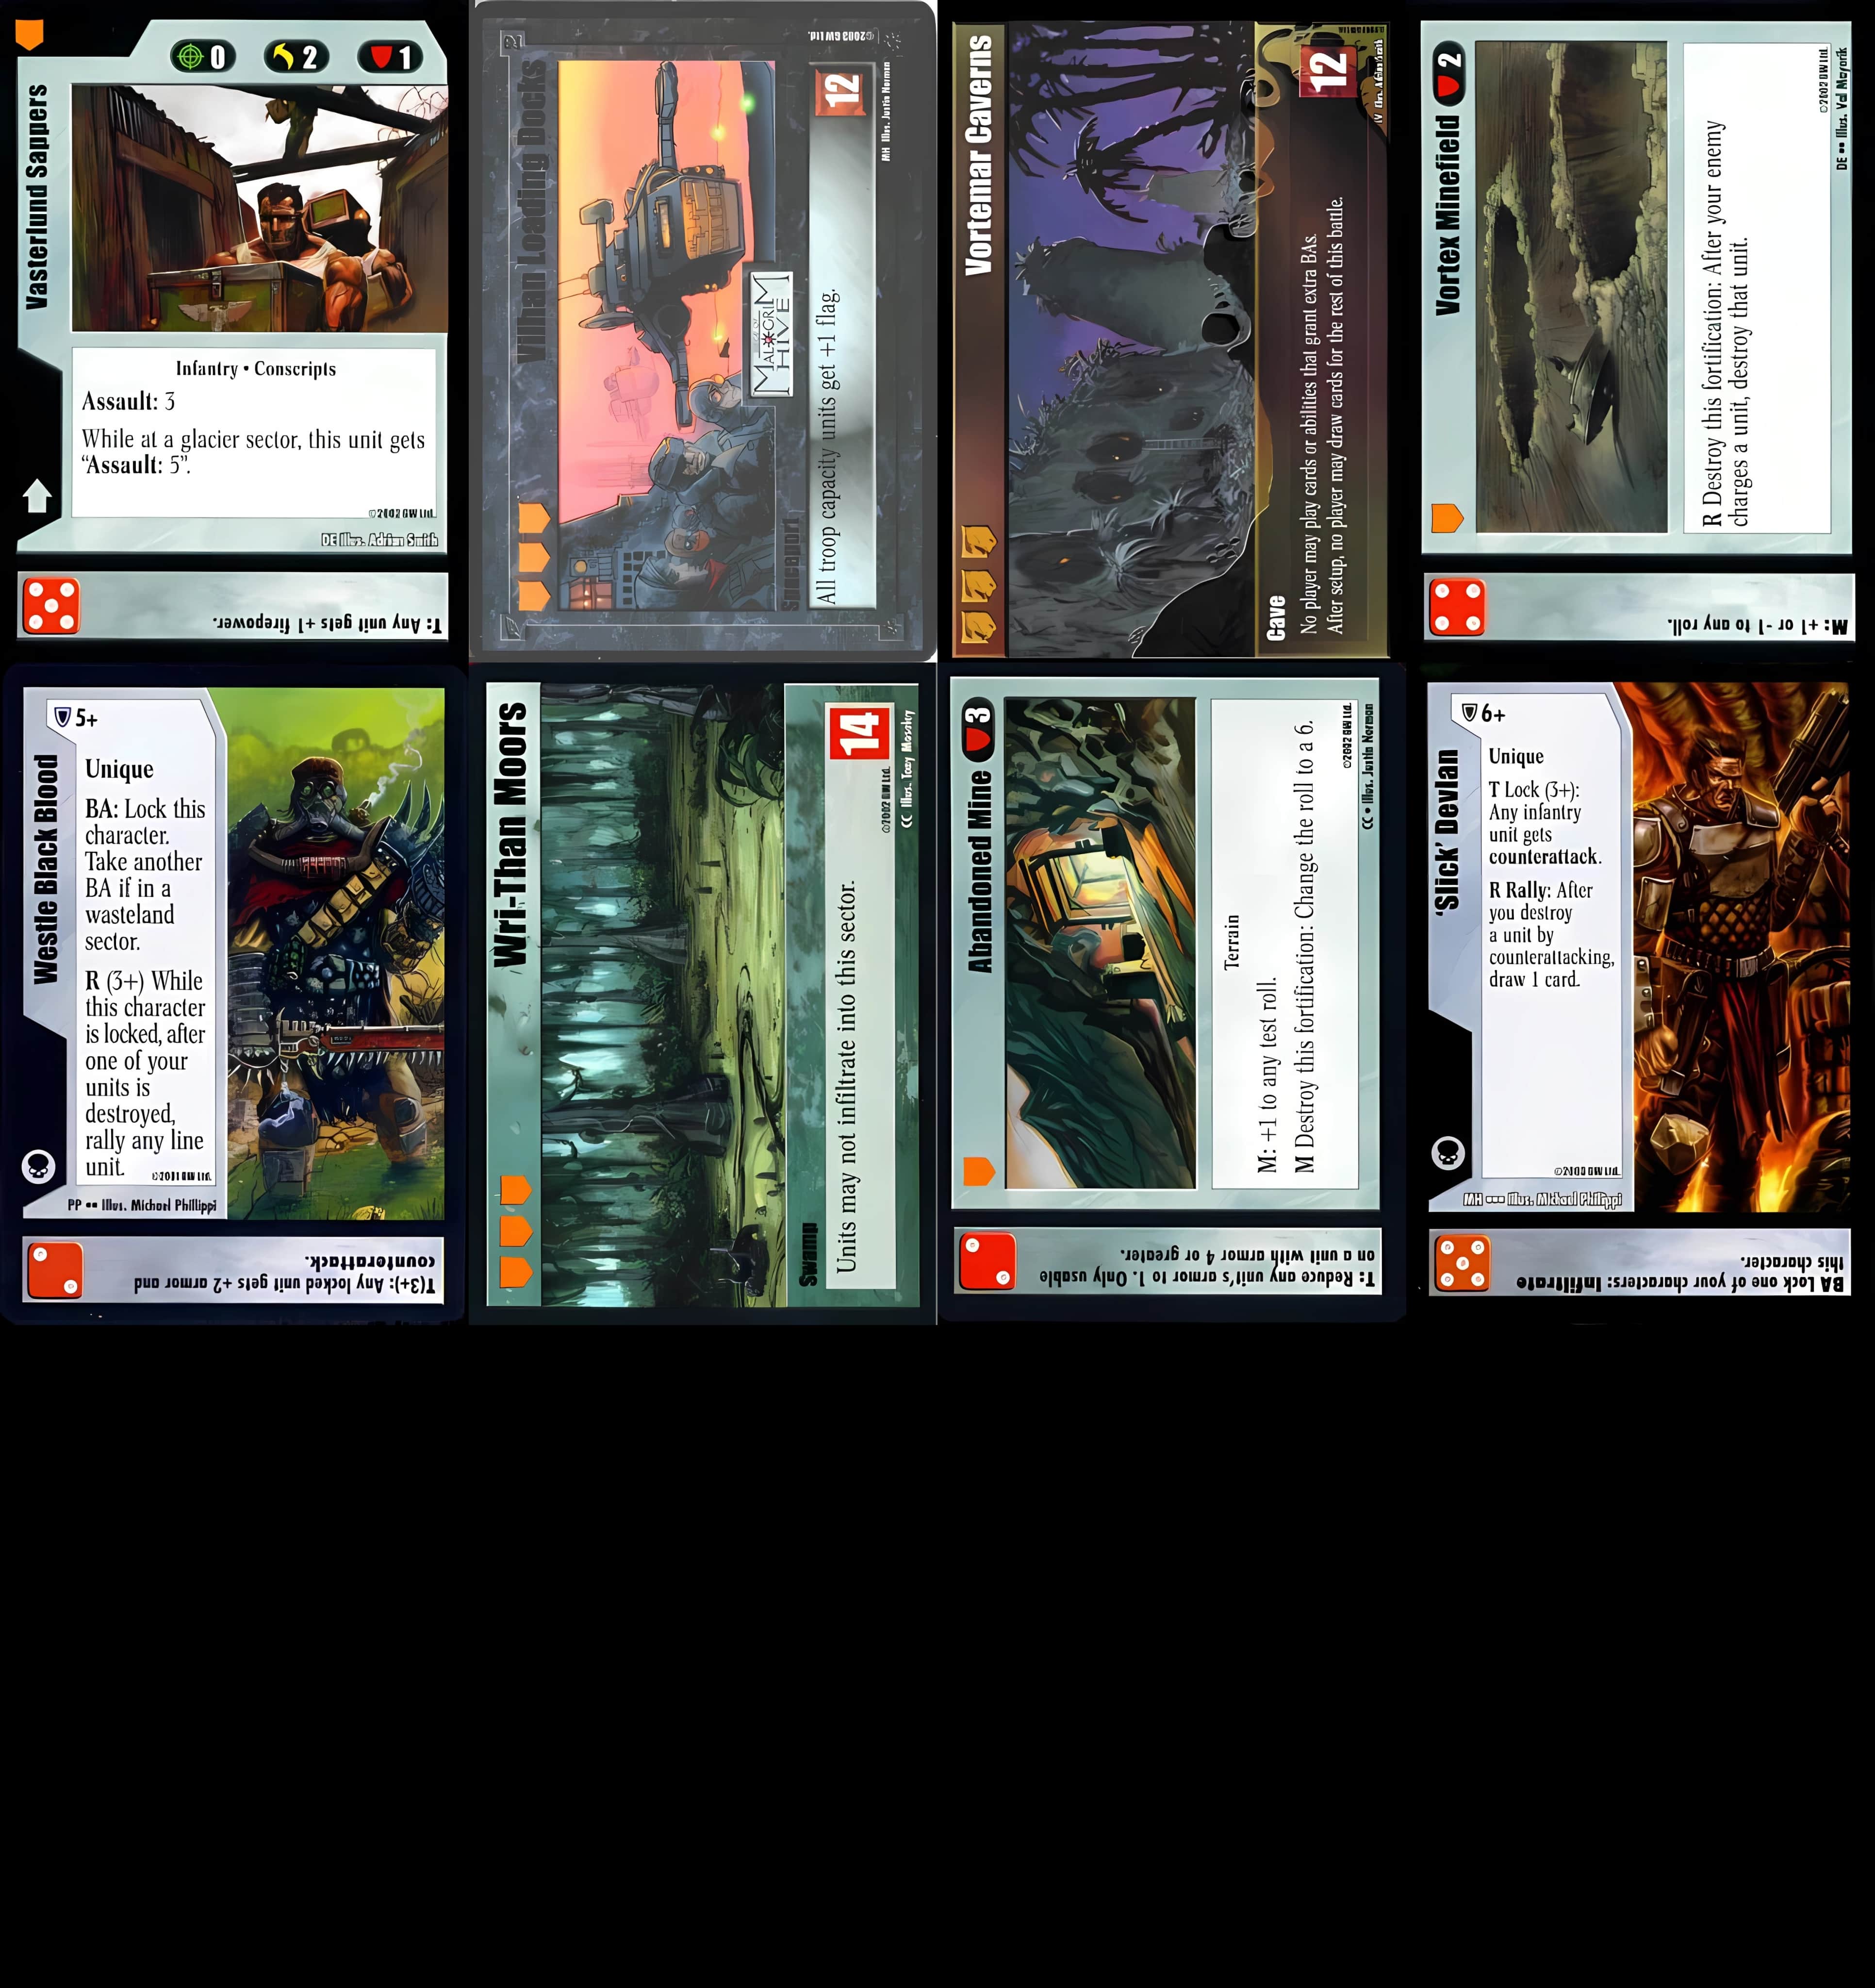 Vasterlund Sappers
0
2
1
Infantry • Conscripts
Assault: 3
While at a glacier sector, this unit gets
“Assault: 5”.
©2002 GW Ltd.
DE Illus. Adrian Smith
T: Any unit gets +1 firepower.
Loading Docks
©2003 GW Ltd.
MALOGRIM
HIVE
Spaceport
All troop capacity units get +1 flag.
12
MH Illus. Justin Norman
Vortemar Caverns
Cave
No player may play cards or abilities that grant extra BAs.
After setup, no player may draw cards for the rest of this battle.
12
Vortex Minefield
2
R Destroy this fortification: After your enemy
charges a unit, destroy that unit.
©2002 GW Ltd.
DE •• Illus. Val Mayerik
M: +1 or -1 to any roll.
Westle Black Blood
5+
Unique
BA: Lock this
character.
Take another
BA if in a
wasteland
sector.
R (3+) While
this character
is locked, after
one of your
units is
destroyed,
rally any line
unit.
©2001 GW Ltd.
PP •• Illus. Michael Phillippi
T(3+): Any locked unit gets +2 armor and
counterattack.
Wri-Than Moors
Swamp
Units may not infiltrate into this sector.
14
©2002 GW Ltd.
CC Illus. Tony Moseley
Abandoned Mine
3
Terrain
M: +1 to any test roll.
M Destroy this fortification: Change the roll to a 6.
©2002 GW Ltd.
CC • Illus. Justin Norman
T: Reduce any unit's armor to 1. Only usable
on a unit with armor 4 or greater.
‘Slick’ Devlan
6+
Unique
T Lock (3+):
Any infantry
unit gets
counterattack.
R Rally: After
you destroy
a unit by
counterattacking,
draw 1 card.
GW Ltd.
MH ••• Illus. Michael Phillippi
BA Lock one of your characters: Infiltrate
this character.